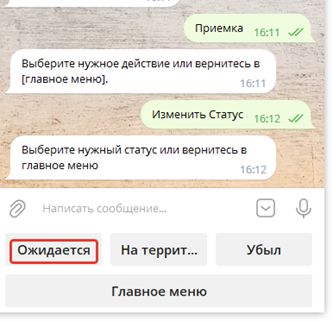 Приемка
16:11
Выберите нужное действие или вернитесь в
[главное меню].
16:11
Изменить Статус
16:12
Выберите нужный статус или вернитесь в
главное меню
16:12
Написать сообщение...
Ожидается
На террит...
Убыл
Главное меню